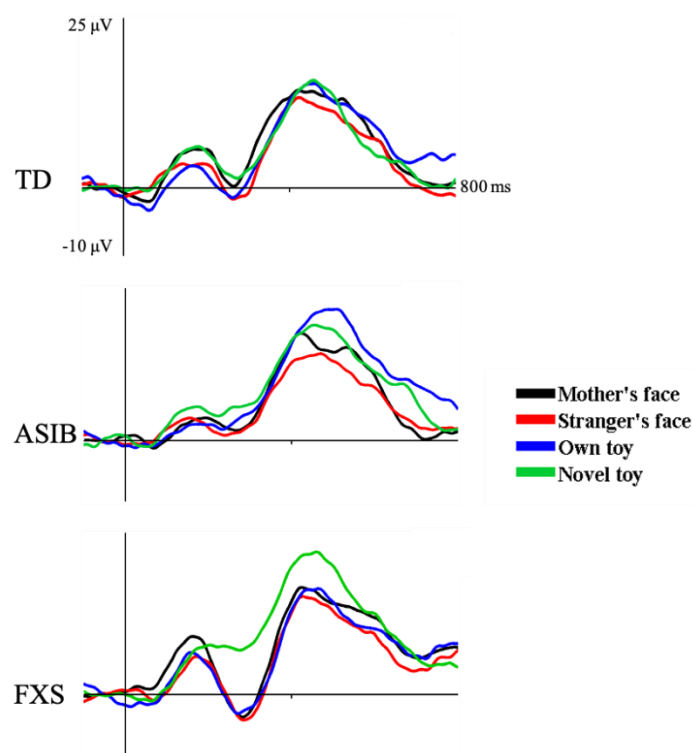 25 µV
TD
800 ms
-10 µV
ASIB
Mother's face
Stranger's face
Own toy
Novel toy
FXS